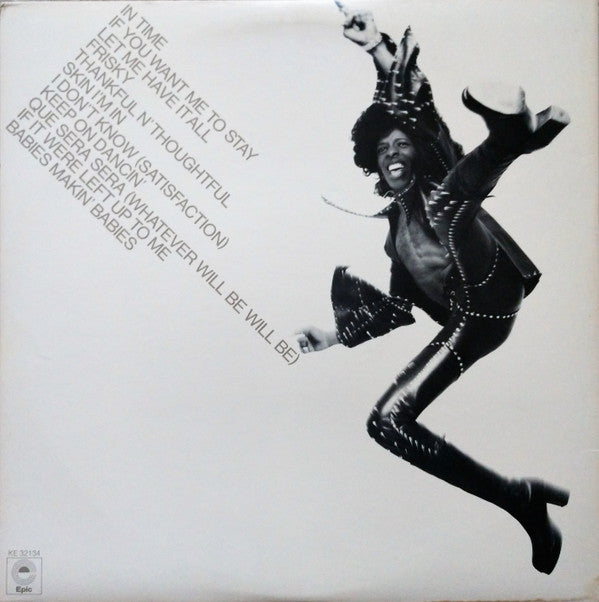 IN TIME
IF YOU WANT ME TO STAY
LET ME HAVE IT ALL
FRISKY
THANKFUL N' THOUGHTFUL
SKIN I'M IN
I DON'T KNOW (SATISFACTION)
KEEP ON DANCIN'
QUE SERA SERA (WHATEVER WILL BE WILL BE)
IF IT WERE LEFT UP TO ME
BABIES MAKIN' BABIES
KE 32134
Epic